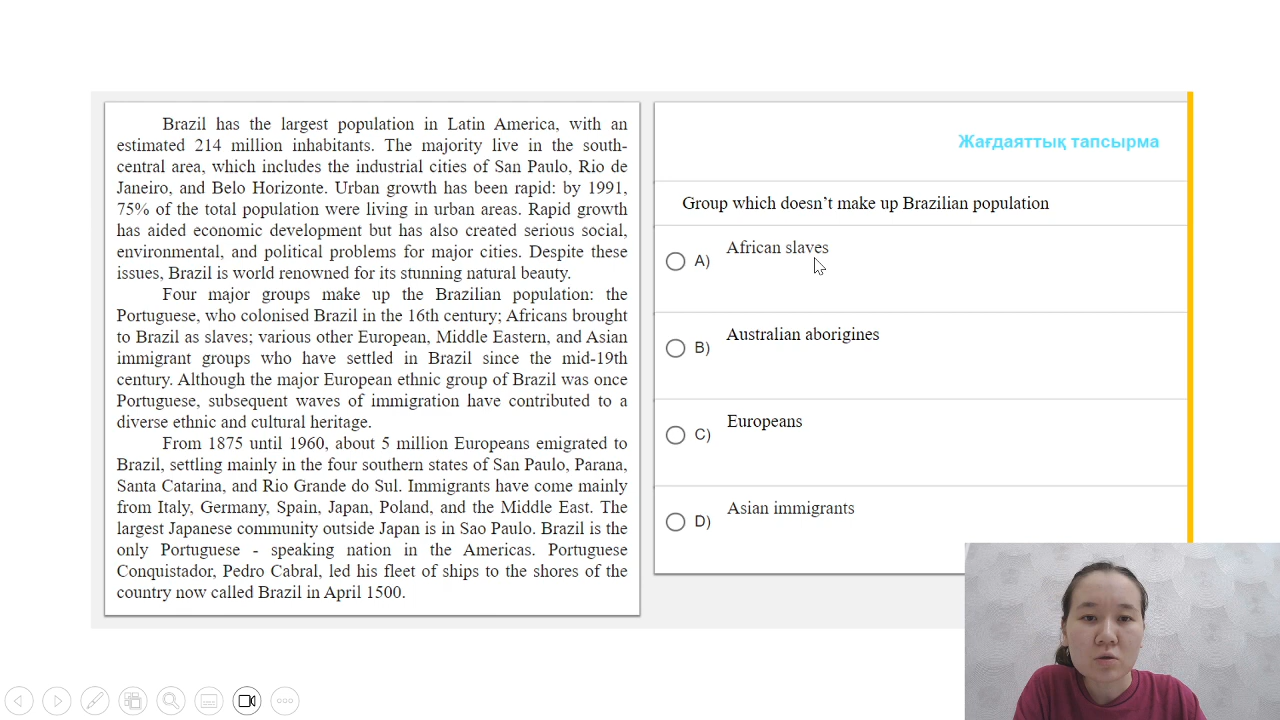 Brazil has the largest population in Latin America, with an
estimated 214 million inhabitants. The majority live in the south-
central area, which includes the industrial cities of San Paulo, Rio de
Janeiro, and Belo Horizonte. Urban growth has been rapid: by 1991,
75% of the total population were living in urban areas. Rapid growth
has aided economic development but has also created serious social,
environmental, and political problems for major cities. Despite these
issues, Brazil is world renowned for its stunning natural beauty.
Four major groups make up the Brazilian population: the
Portuguese, who colonised Brazil in the 16th century; Africans brought
to Brazil as slaves; various other European, Middle Eastern, and Asian
immigrant groups who have settled in Brazil since the mid-19th
century. Although the major European ethnic group of Brazil was once
Portuguese, subsequent waves of immigration have contributed to a
diverse ethnic and cultural heritage.
From 1875 until 1960, about 5 million Europeans emigrated to
Brazil, settling mainly in the four southern states of San Paulo, Parana,
Santa Catarina, and Rio Grande do Sul. Immigrants have come mainly
from Italy, Germany, Spain, Japan, Poland, and the Middle East. The
largest Japanese community outside Japan is in Sao Paulo. Brazil is the
only Portuguese - speaking nation in the Americas. Portuguese
Conquistador, Pedro Cabral, led his fleet of ships to the shores of the
country now called Brazil in April 1500.
Жағдаяттық тапсырма
Group which doesn’t make up Brazilian population
A) African slaves
B) Australian aborigines
C) Europeans
D) Asian immigrants